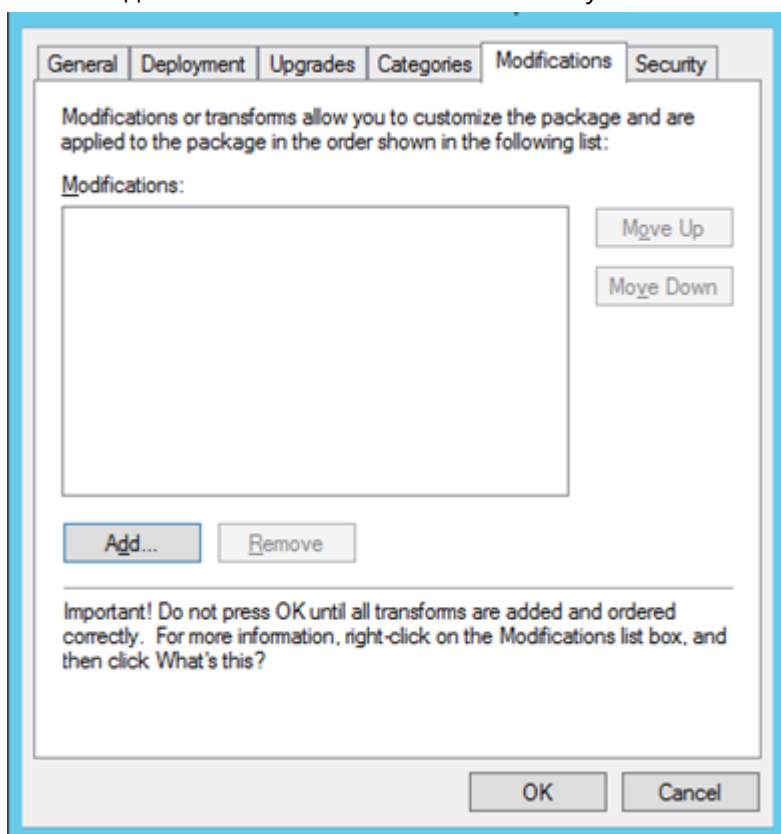 General Deployment Upgrades Categories Modifications Security
Modifications or transforms allow you to customize the package and are
applied to the package in the order shown in the following list:
Modifications:
Move Up
Move Down
Add... Remove
Important! Do not press OK until all transforms are added and ordered
correctly. For more information, right-click on the Modifications list box, and
then click What's this?
OK Cancel